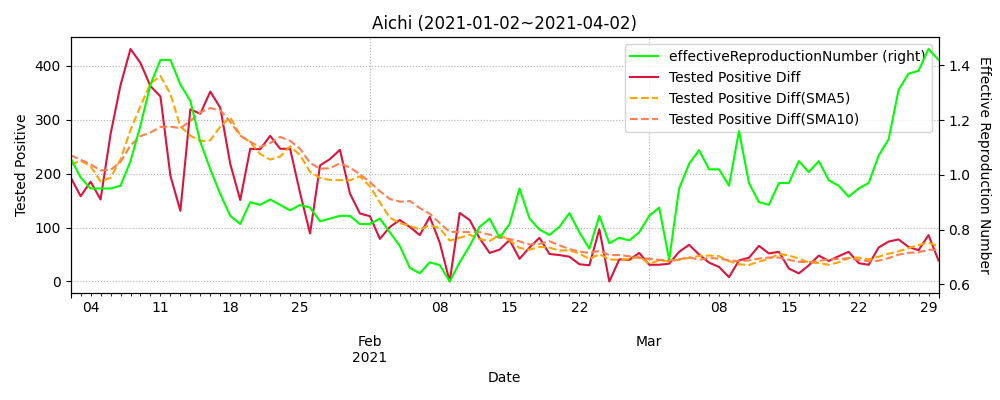 Aichi (2021-01-02~2021-04-02)
effectiveReproductionNumber (right)
Tested Positive Diff
Tested Positive Diff(SMA5)
Tested Positive Diff(SMA10)
Tested Positive
400
300
200
100
0
Effective Reproduction Number
1.4
1.2
1.0
0.8
0.6
04 11 18 25 08 15 22 08 15 22 29
Feb Mar
2021
Date